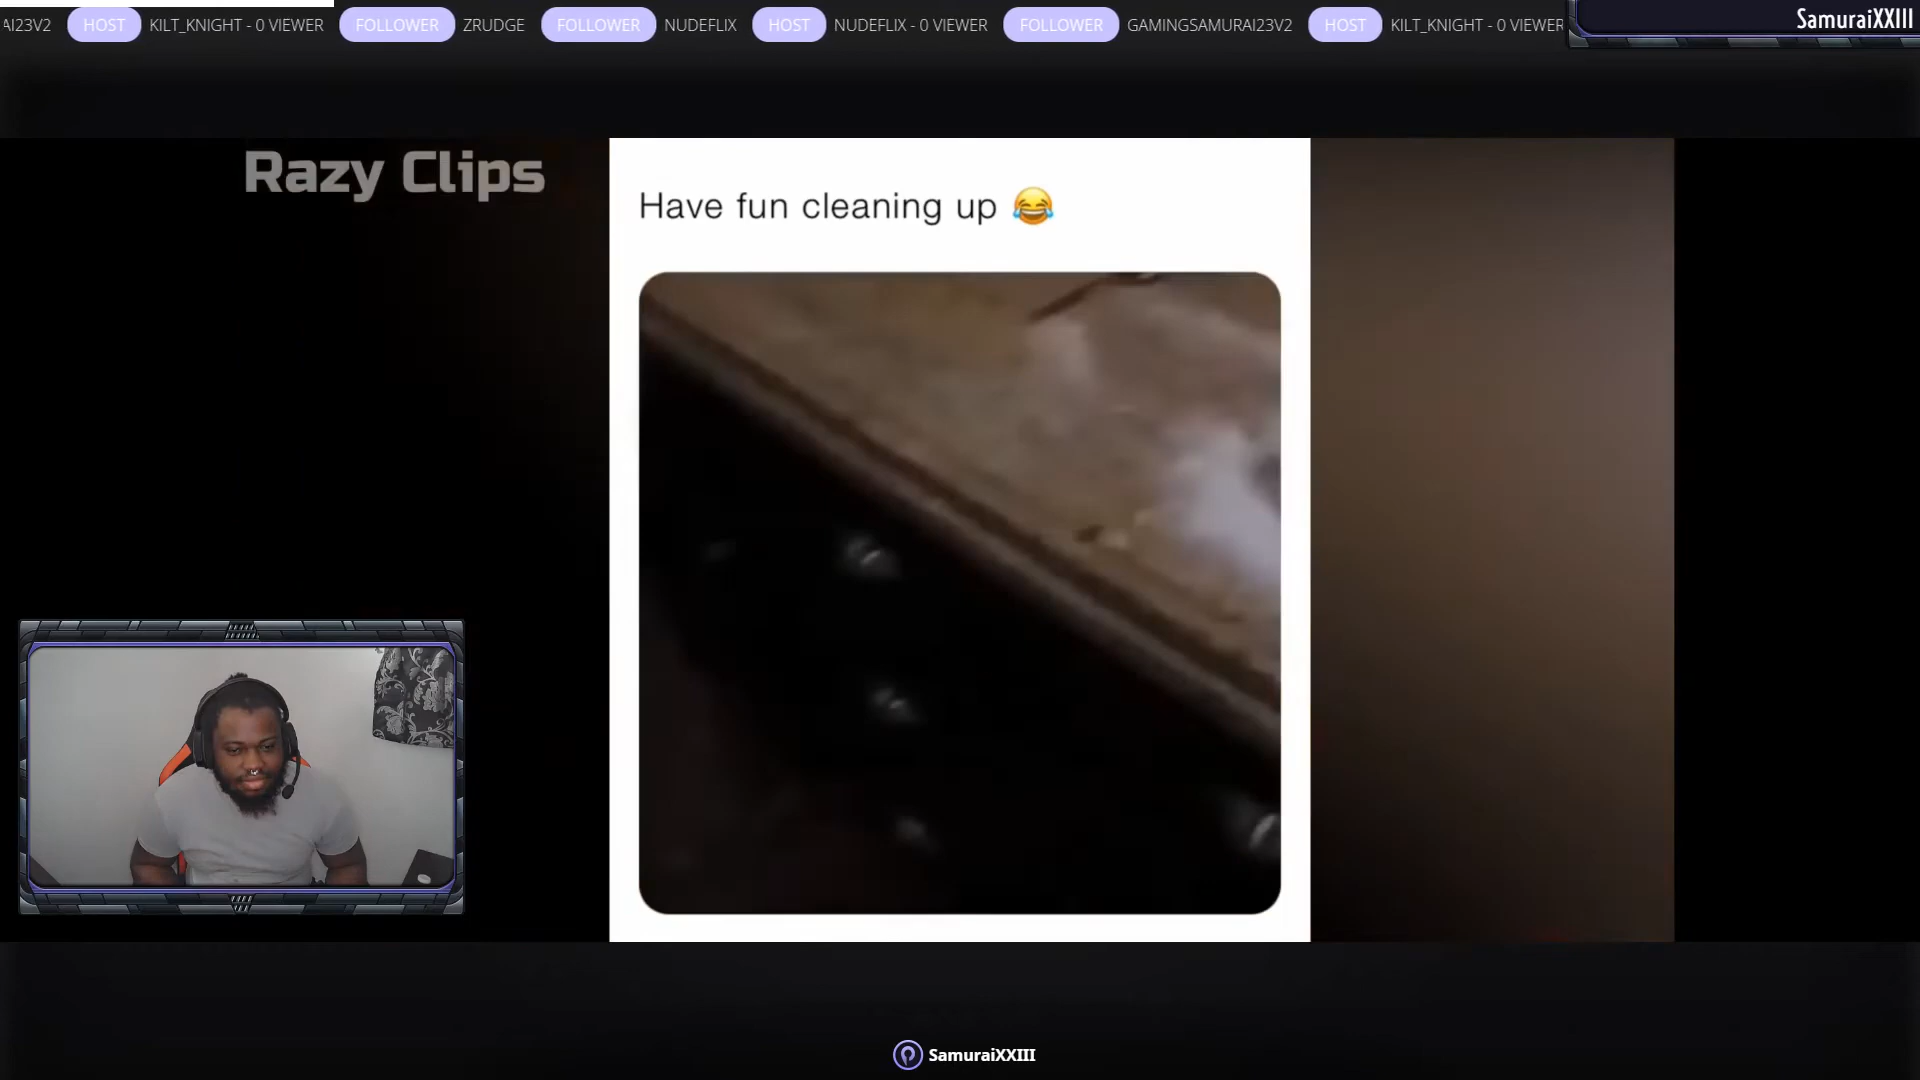 AI23V2 HOST KILT_KNIGHT - 0 VIEWER FOLLOWER ZRUDGE FOLLOWER NUDEFLIX HOST NUDEFLIX - 0 VIEWER FOLLOWER GAMINGSAMURAI23V2 HOST KILT_KNIGHT - 0 VIEWER
SamuraiXXIII
Razy Clips
Have fun cleaning up 😂
SamuraiXXIII